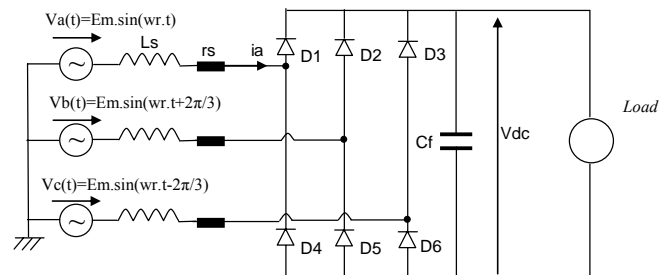 Va(t)=Em.sin(wr.t)
Ls
rs
ia
D1
D2
D3
Vb(t)=Em.sin(wr.t+2π/3)
Cf
Vdc
Load
Vc(t)=Em.sin(wr.t-2π/3)
D4
D5
D6